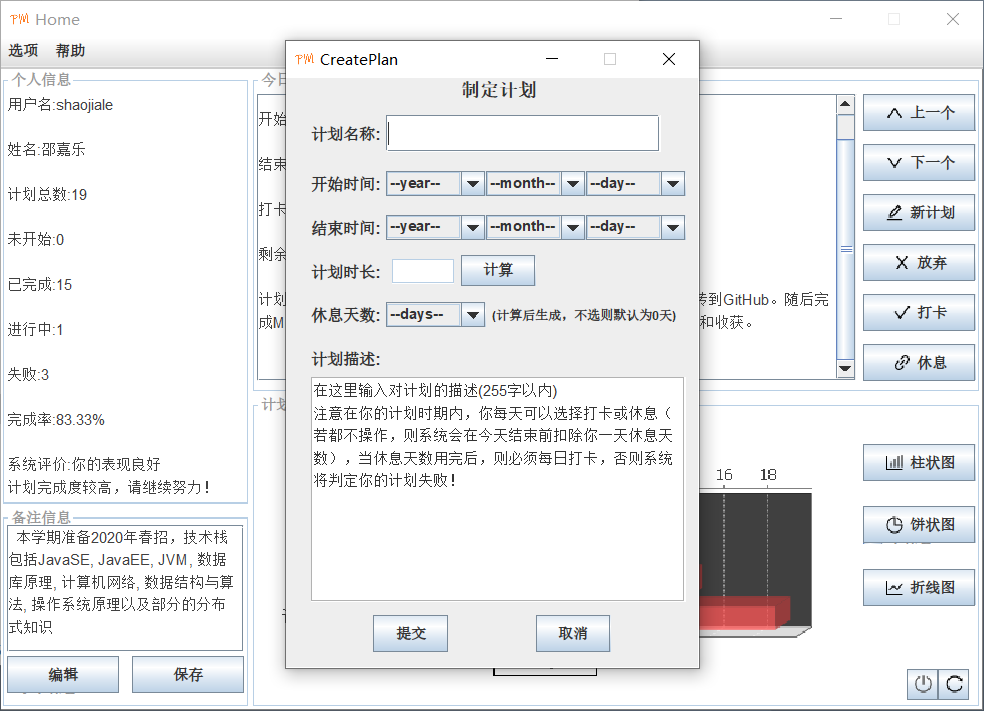 PM Home
选项 帮助
个人信息
用户名:shaojiale
姓名:邵嘉乐
计划总数:19
未开始:0
已完成:15
进行中:1
失败:3
完成率:83.33%
系统评价:你的表现良好
计划完成度较高，请继续努力！
备注信息
本学期准备2020年春招，技术栈
包括JavaSE, JavaEE, JVM, 数据
库原理, 计算机网络, 数据结构与算
法, 操作系统原理以及部分的分布
式知识
编辑 保存
今日
开始
结束
打卡
剩余
计划
传到GitHub。随后完
成M
和收获。
计划
16 18
PM CreatePlan
制定计划
计划名称:
开始时间: --year-- --month-- --day--
结束时间: --year-- --month-- --day--
计划时长: 计算
休息天数: --days-- (计算后生成，不选则默认为0天)
计划描述:
在这里输入对计划的描述(255字以内)
注意在你的计划时期内，你每天可以选择打卡或休息（
若都不操作，则系统会在今天结束前扣除你一天休息天
数），当休息天数用完后，则必须每日打卡，否则系统
将判定你的计划失败！
提交 取消
上一个
下一个
新计划
放弃
打卡
休息
柱状图
饼状图
折线图